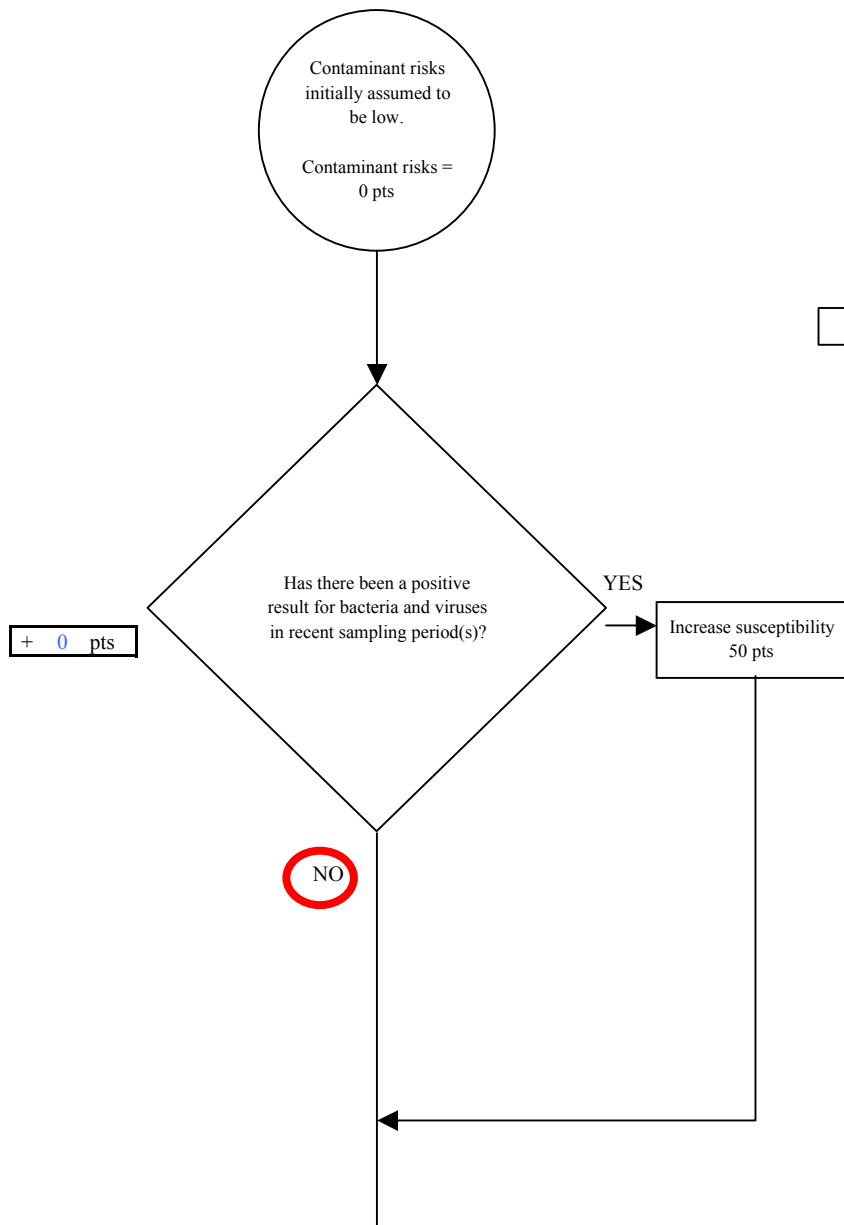 Contaminant risks
initially assumed to
be low.
Contaminant risks =
0 pts
Has there been a positive
result for bacteria and viruses
in recent sampling period(s)?
YES
+ 0 pts
Increase susceptibility
50 pts
NO